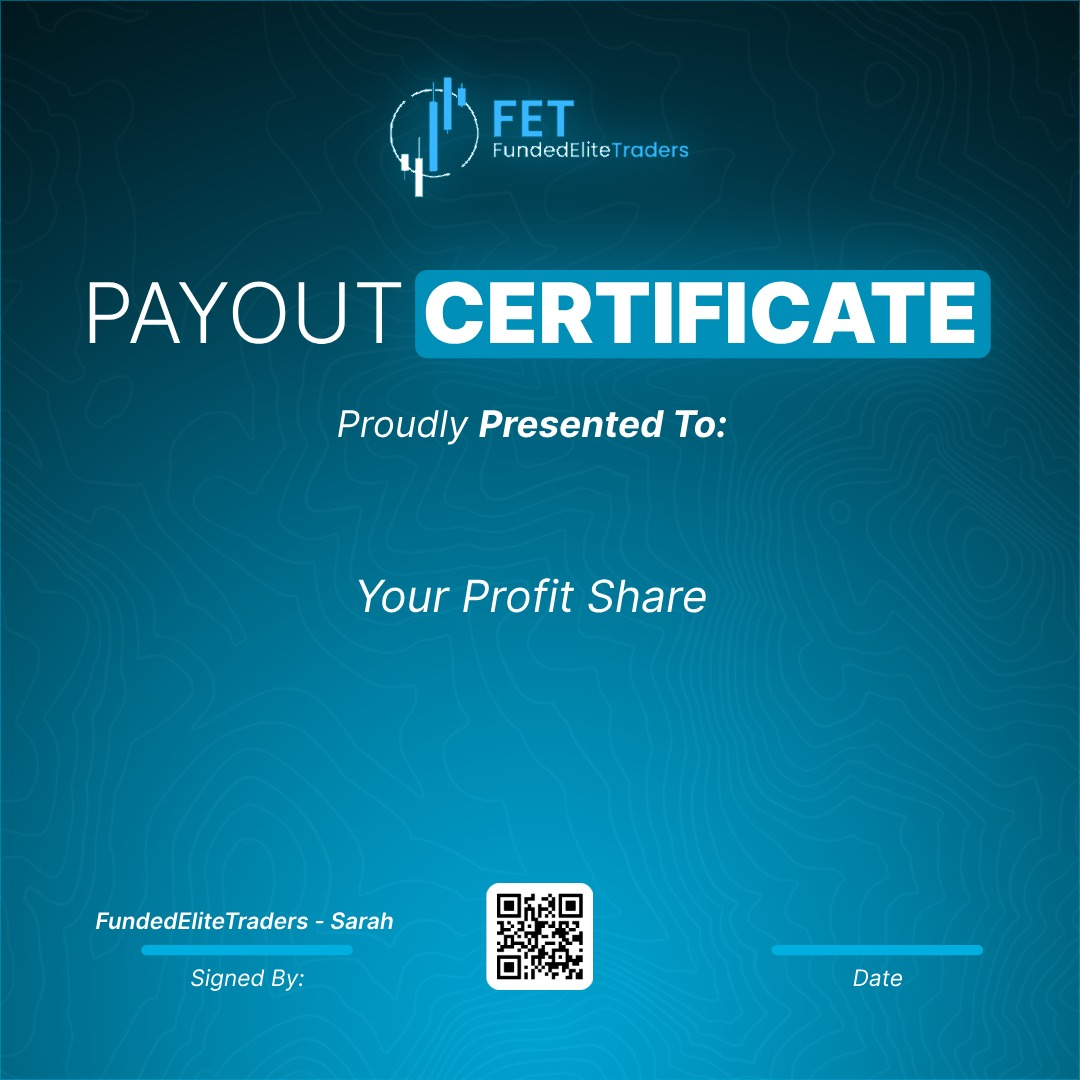 FET
FundedEliteTraders
PAYOUT CERTIFICATE
Proudly Presented To:
Your Profit Share
FundedEliteTraders - Sarah
Signed By:
Date